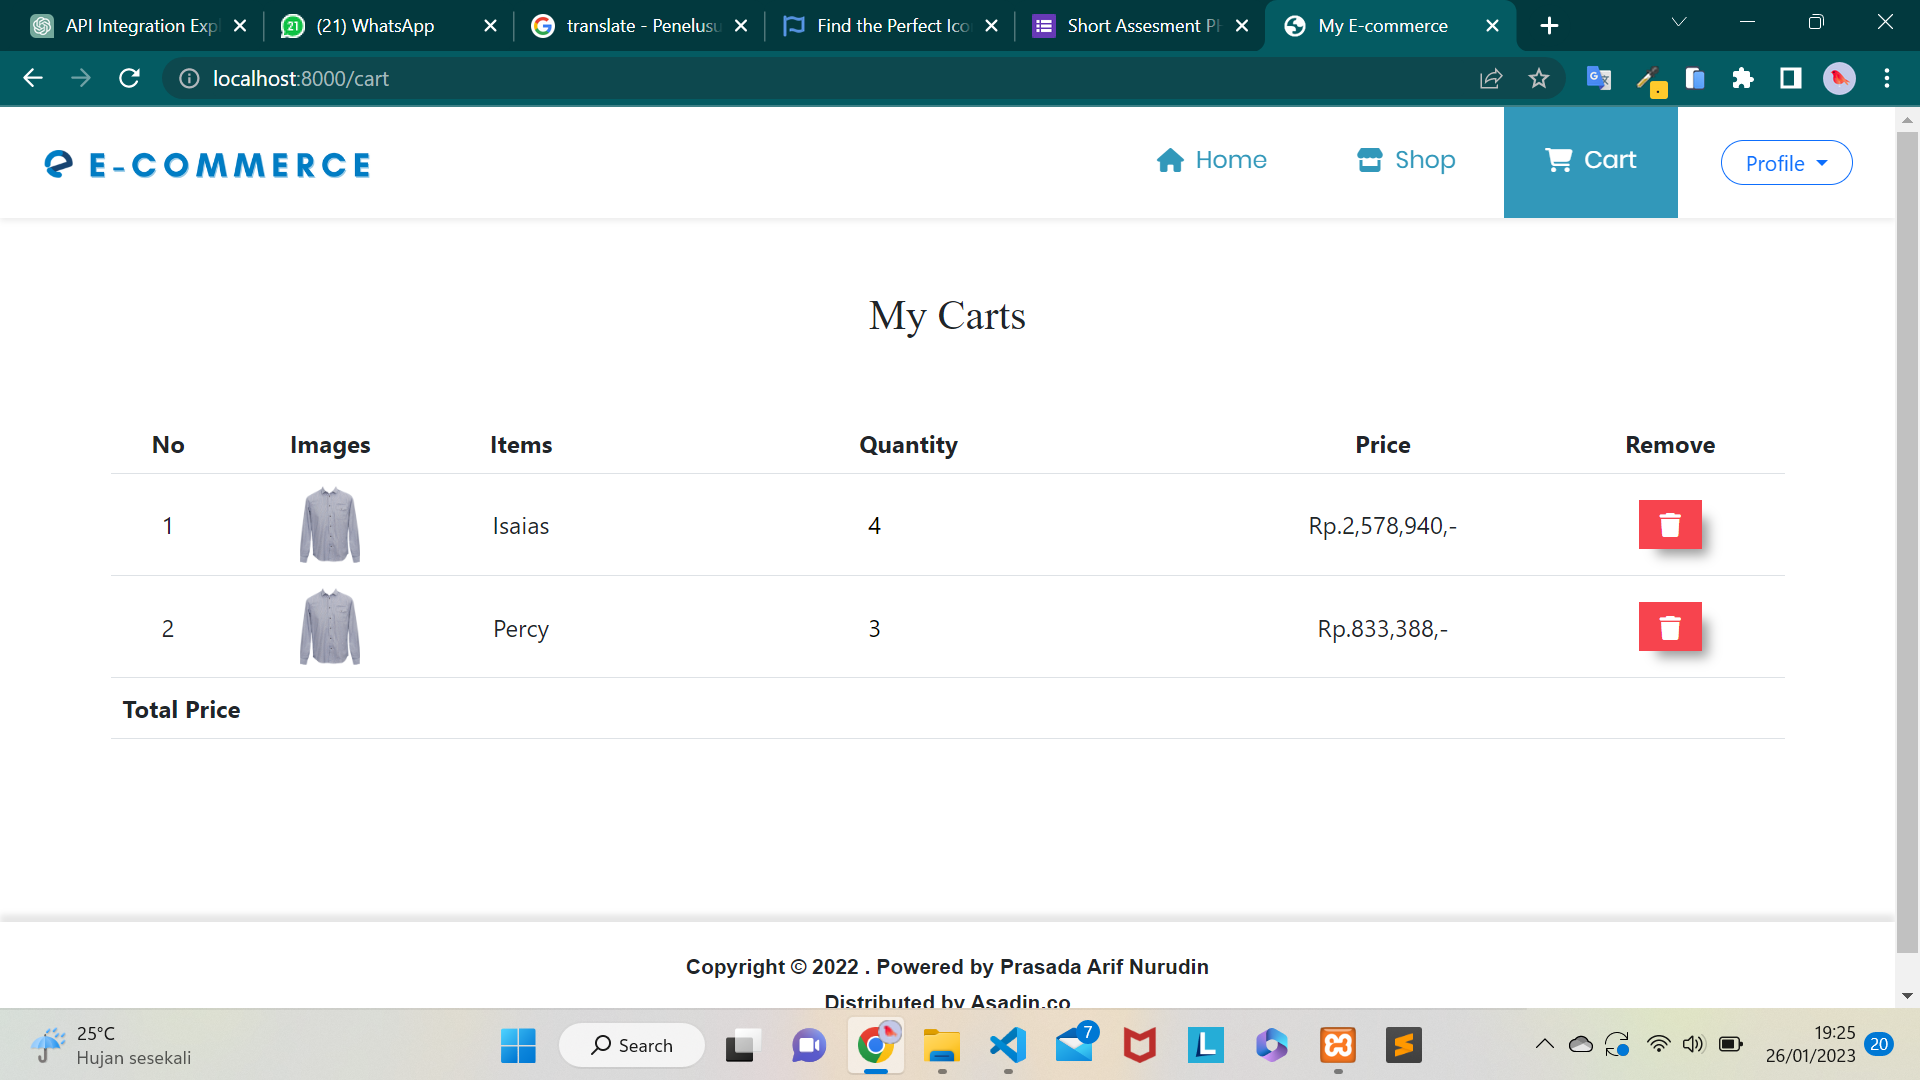 API Integration Exp
(21) WhatsApp
translate - Penelusu
Find the Perfect Ico
Short Assesment P
My E-commerce
localhost:8000/cart
E-COMMERCE
Home
Shop
Cart
Profile
My Carts
No Images Items Quantity Price Remove
1 Isaias 4 Rp.2,578,940,-
2 Percy 3 Rp.833,388,-
Total Price
Copyright © 2022 . Powered by Prasada Arif Nurudin
Distributed by Asadin.co
25°C
Hujan sesekali
Search
7
19:25
26/01/2023
20